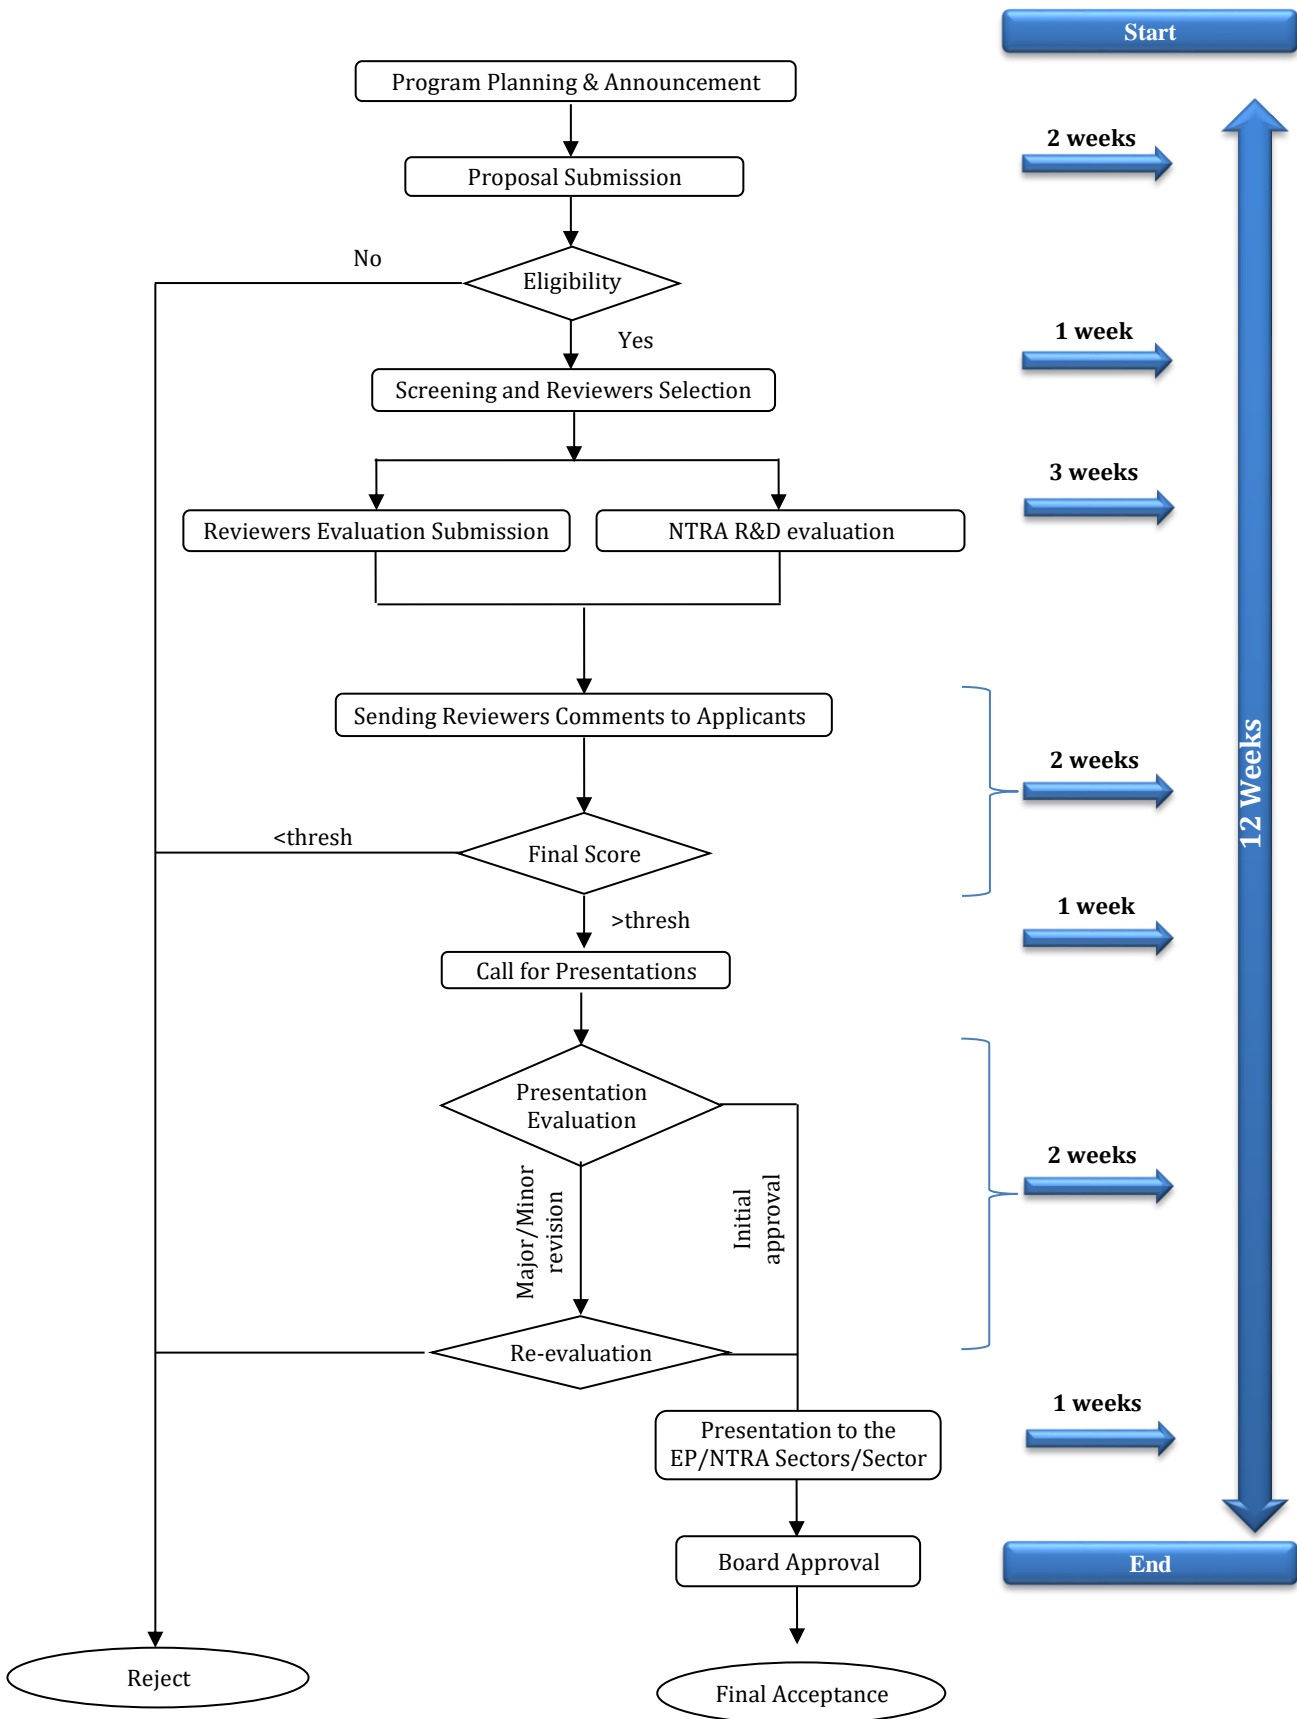 Start
Program Planning & Announcement
2 weeks
Proposal Submission
No
Eligibility
Yes
1 week
Screening and Reviewers Selection
3 weeks
Reviewers Evaluation Submission
NTRA R&D evaluation
Sending Reviewers Comments to Applicants
2 weeks
12 Weeks
<thresh
Final Score
>thresh
1 week
Call for Presentations
Presentation
Evaluation
2 weeks
Major/Minor
revision
Initial
approval
Re-evaluation
1 weeks
Presentation to the
EP/NTRA Sectors/Sector
Board Approval
End
Reject
Final Acceptance